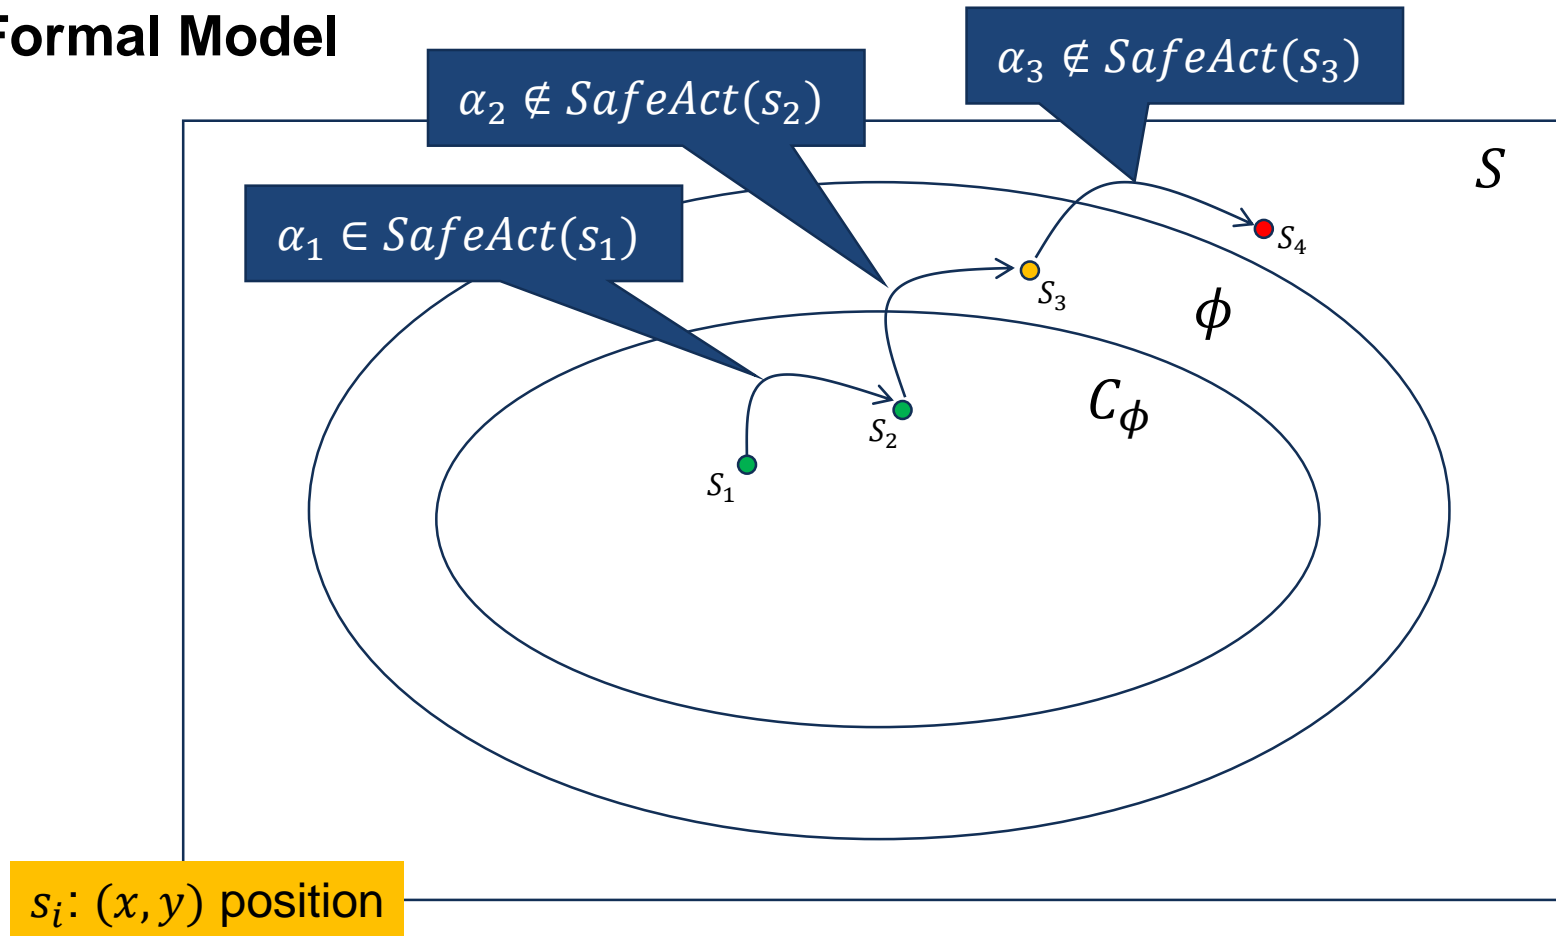 Formal Model
α₃ ∉ SafeAct(s₃)
α₂ ∉ SafeAct(s₂)
S
α₁ ∈ SafeAct(s₁)
S₄
S₃
ϕ
C_ϕ
S₂
S₁
sᵢ: (x, y) position